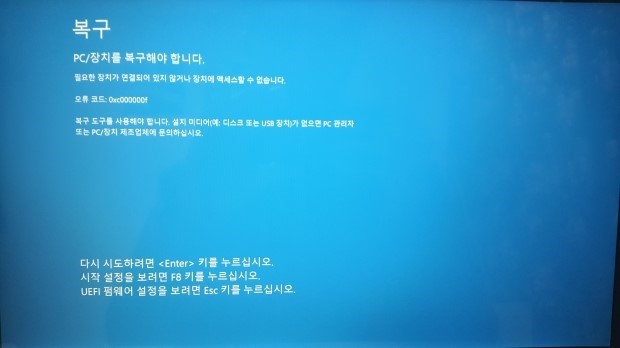 복구
PC/장치를 복구해야 합니다.
필요한 장치가 연결되어 있지 않거나 장치에 액세스할 수 없습니다.
오류 코드: 0xc000000f
복구 도구를 사용해야 합니다. 설치 미디어(예: 디스크 또는 USB 장치)가 없으면 PC 관리자
또는 PC/장치 제조업체에 문의하십시오.
다시 시도하려면 <Enter> 키를 누르십시오.
시작 설정을 보려면 F8 키를 누르십시오.
UEFI 펌웨어 설정을 보려면 Esc 키를 누르십시오.